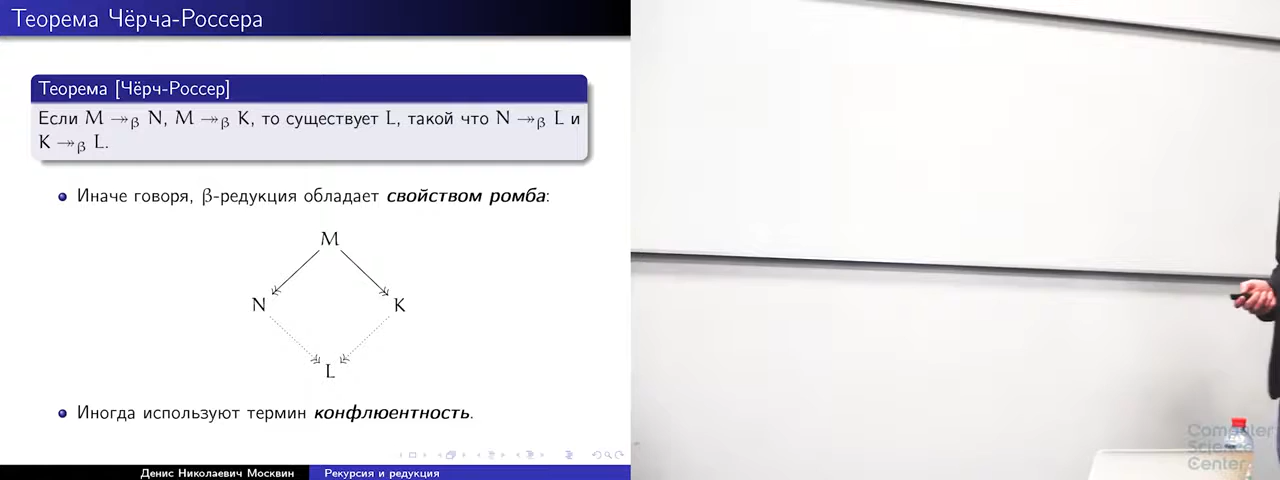 Теорема Чёрча-Россера
Теорема [Чёрч-Россер]
Если M ↠β N, M ↠β K, то существует L, такой что N ↠β L и
K ↠β L.
Иначе говоря, β-редукция обладает свойством ромба:
M
N K
L
Иногда используют термин конфлюентность.
Денис Николаевич Москвин Рекурсия и редукция
Computer
Science
Center